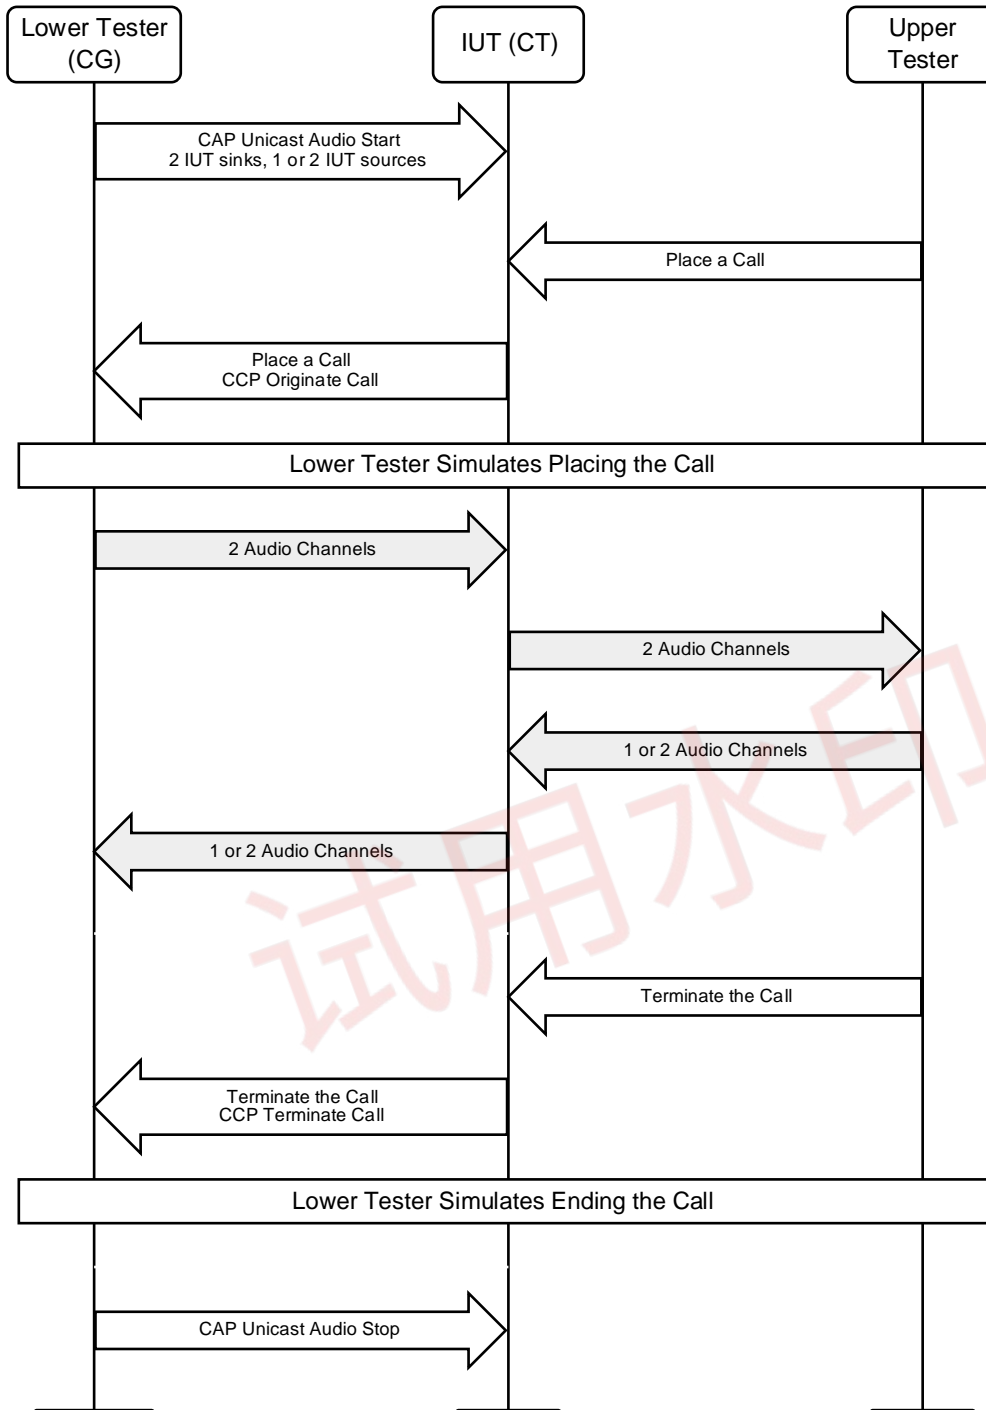 Lower Tester
(CG)
IUT (CT)
Upper
Tester
CAP Unicast Audio Start
2 IUT sinks, 1 or 2 IUT sources
Place a Call
Place a Call
CCP Originate Call
Lower Tester Simulates Placing the Call
2 Audio Channels
2 Audio Channels
1 or 2 Audio Channels
1 or 2 Audio Channels
试用水印
Terminate the Call
Terminate the Call
CCP Terminate Call
Lower Tester Simulates Ending the Call
CAP Unicast Audio Stop